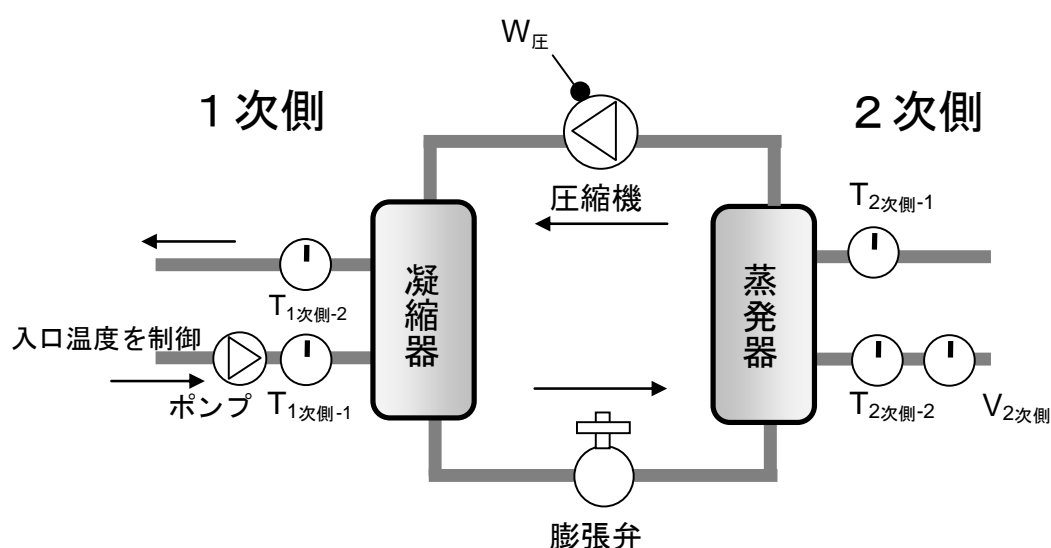 W圧
1次側
2次側
圧縮機
T2次側-1
凝縮器
蒸発器
T1次側-2
入口温度を制御
ポンプ
T1次側-1
T2次側-2
V2次側
膨張弁